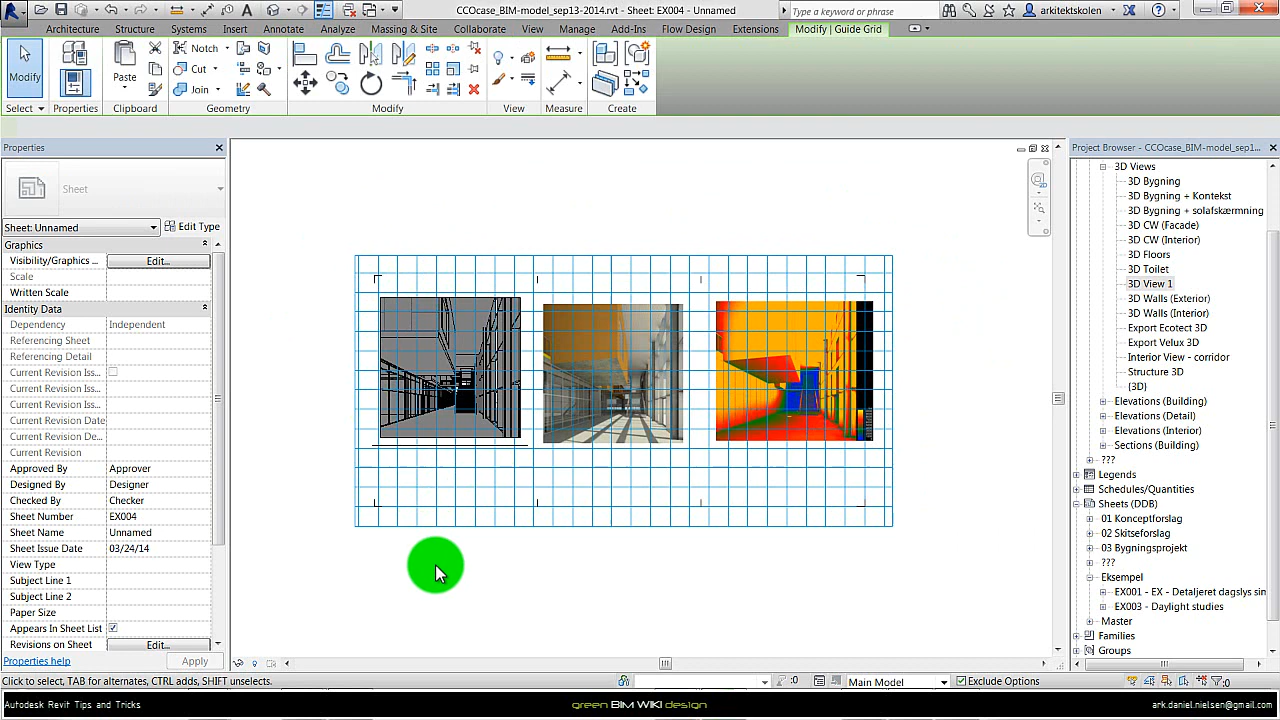 CCOcase_BIM-model_sep13-2014.rvt - Sheet: EX004 - Unnamed
Type a keyword or phrase
arkitektskolen
Architecture
Structure
Systems
Insert
Annotate
Analyze
Massing & Site
Collaborate
View
Manage
Add-Ins
Flow Design
Extensions
Modify | Guide Grid
Modify
Paste
Notch
Cut
Join
Select
Properties
Clipboard
Geometry
Modify
View
Measure
Create
Properties
Sheet
Sheet: Unnamed
Edit Type
Graphics
Visibility/Graphics ... Edit...
Scale
Written Scale
Identity Data
Dependency Independent
Referencing Sheet
Referencing Detail
Current Revision Iss...
Current Revision Iss...
Current Revision Iss...
Current Revision Date
Current Revision De...
Current Revision
Approved By Approver
Designed By Designer
Checked By Checker
Sheet Number EX004
Sheet Name Unnamed
Sheet Issue Date 03/24/14
View Type
Subject Line 1
Subject Line 2
Paper Size
Appears In Sheet List
Revisions on Sheet Edit...
Properties help
Apply
2D
Project Browser - CCOcase_BIM-model_sep1...
3D Views
3D Bygning
3D Bygning + Kontekst
3D Bygning + solafskærmning
3D CW (Facade)
3D CW (Interior)
3D Floors
3D Toilet
3D View 1
3D Walls (Exterior)
3D Walls (Interior)
Export Ecotect 3D
Export Velux 3D
Interior View - corridor
Structure 3D
{3D}
Elevations (Building)
Elevations (Detail)
Elevations (Interior)
Sections (Building)
???
Legends
Schedules/Quantities
Sheets (DDB)
01 Konceptforslag
02 Skitseforslag
03 Bygningsprojekt
???
Eksempel
EX001 - EX - Detaljeret dagslys sin
EX003 - Daylight studies
Master
Families
Groups
Click to select, TAB for alternates, CTRL adds, SHIFT unselects.
:0
Main Model
Exclude Options
:0
Autodesk Revit Tips and Tricks
green BIM WIKI design
ark.daniel.nielsen@gmail.com